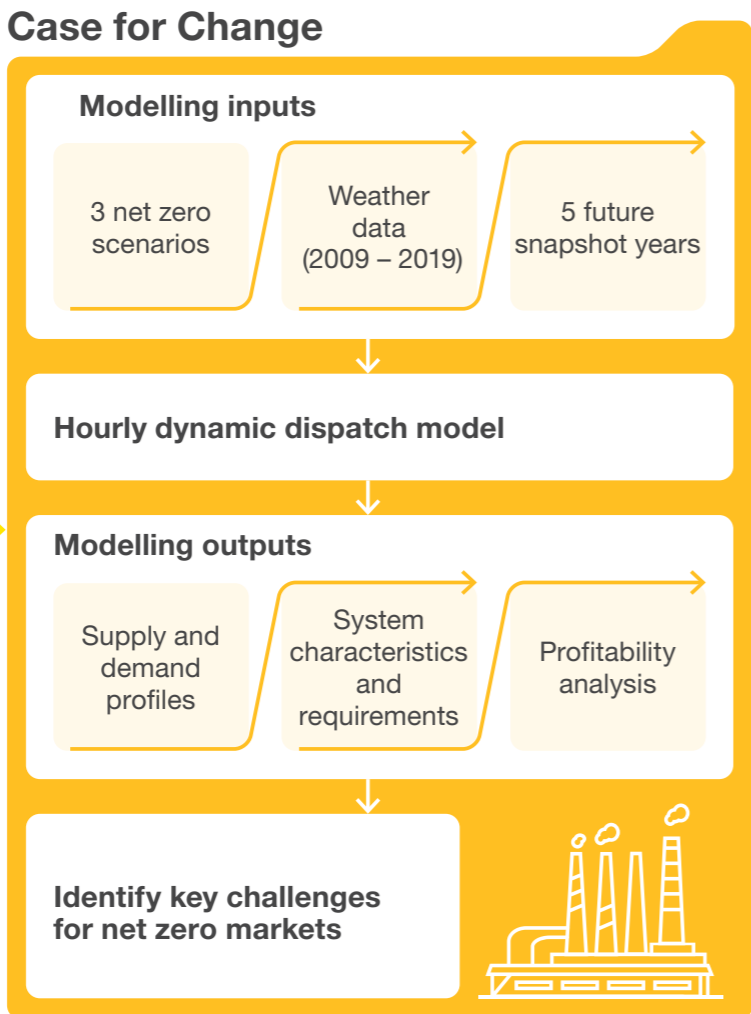 Case for Change
Modelling inputs
3 net zero
scenarios
Weather
data
(2009 – 2019)
5 future
snapshot years
Hourly dynamic dispatch model
Modelling outputs
Supply and
demand
profiles
System
characteristics
and
requirements
Profitability
analysis
Identify key challenges
for net zero markets